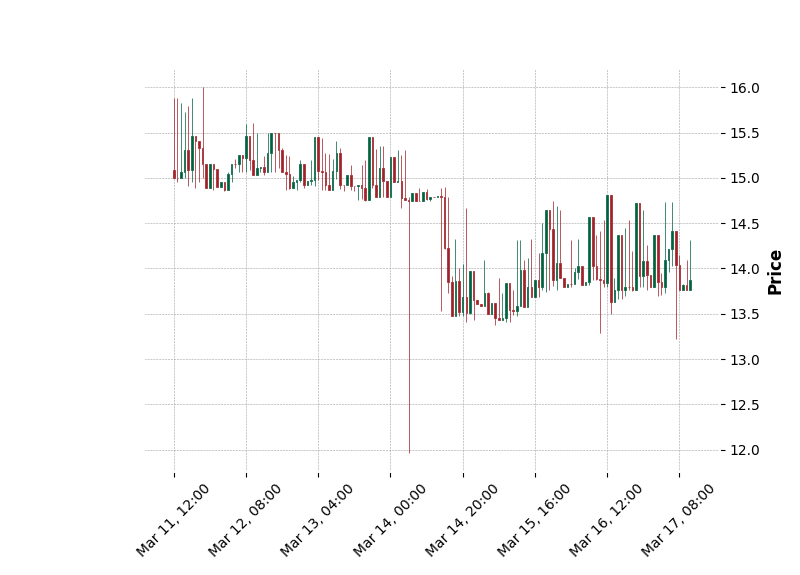 16.0
15.5
15.0
14.5
14.0
13.5
13.0
12.5
12.0
Price
Mar 11, 12:00
Mar 12, 08:00
Mar 13, 04:00
Mar 14, 00:00
Mar 14, 20:00
Mar 15, 16:00
Mar 16, 12:00
Mar 17, 08:00